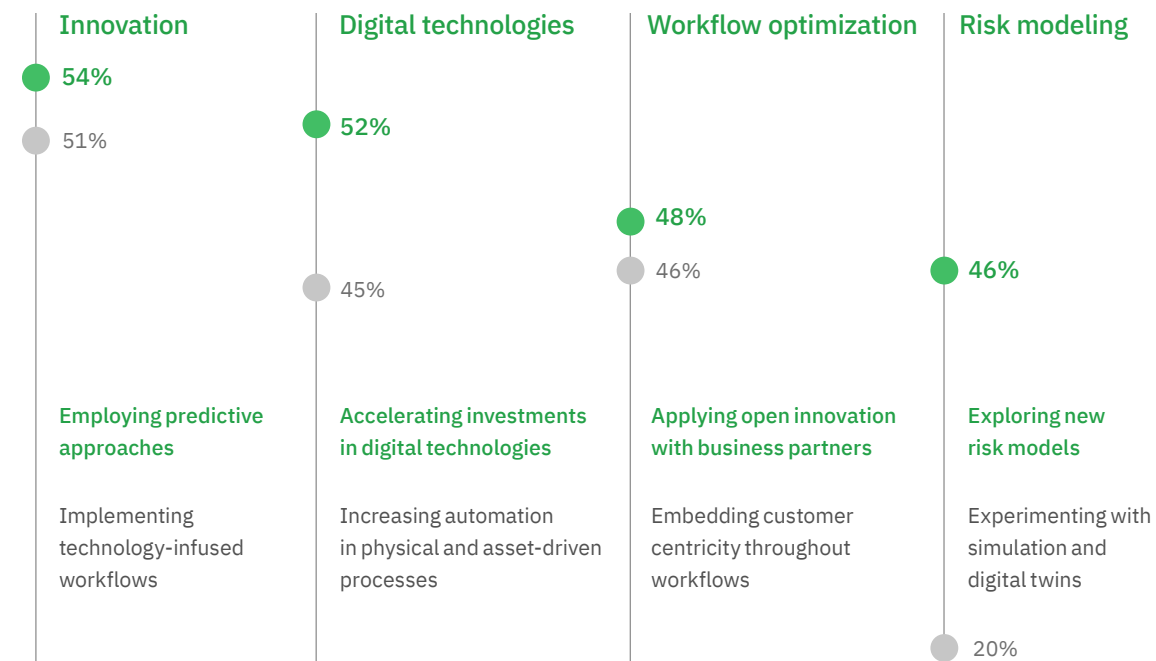 Innovation
54%
51%
Employing predictive
approaches
Implementing
technology-infused
workflows
Digital technologies
52%
45%
Accelerating investments
in digital technologies
Increasing automation
in physical and asset-driven
processes
Workflow optimization
48%
46%
Applying open innovation
with business partners
Embedding customer
centricity throughout
workflows
Risk modeling
46%
Exploring new
risk models
Experimenting with
simulation and
digital twins
20%